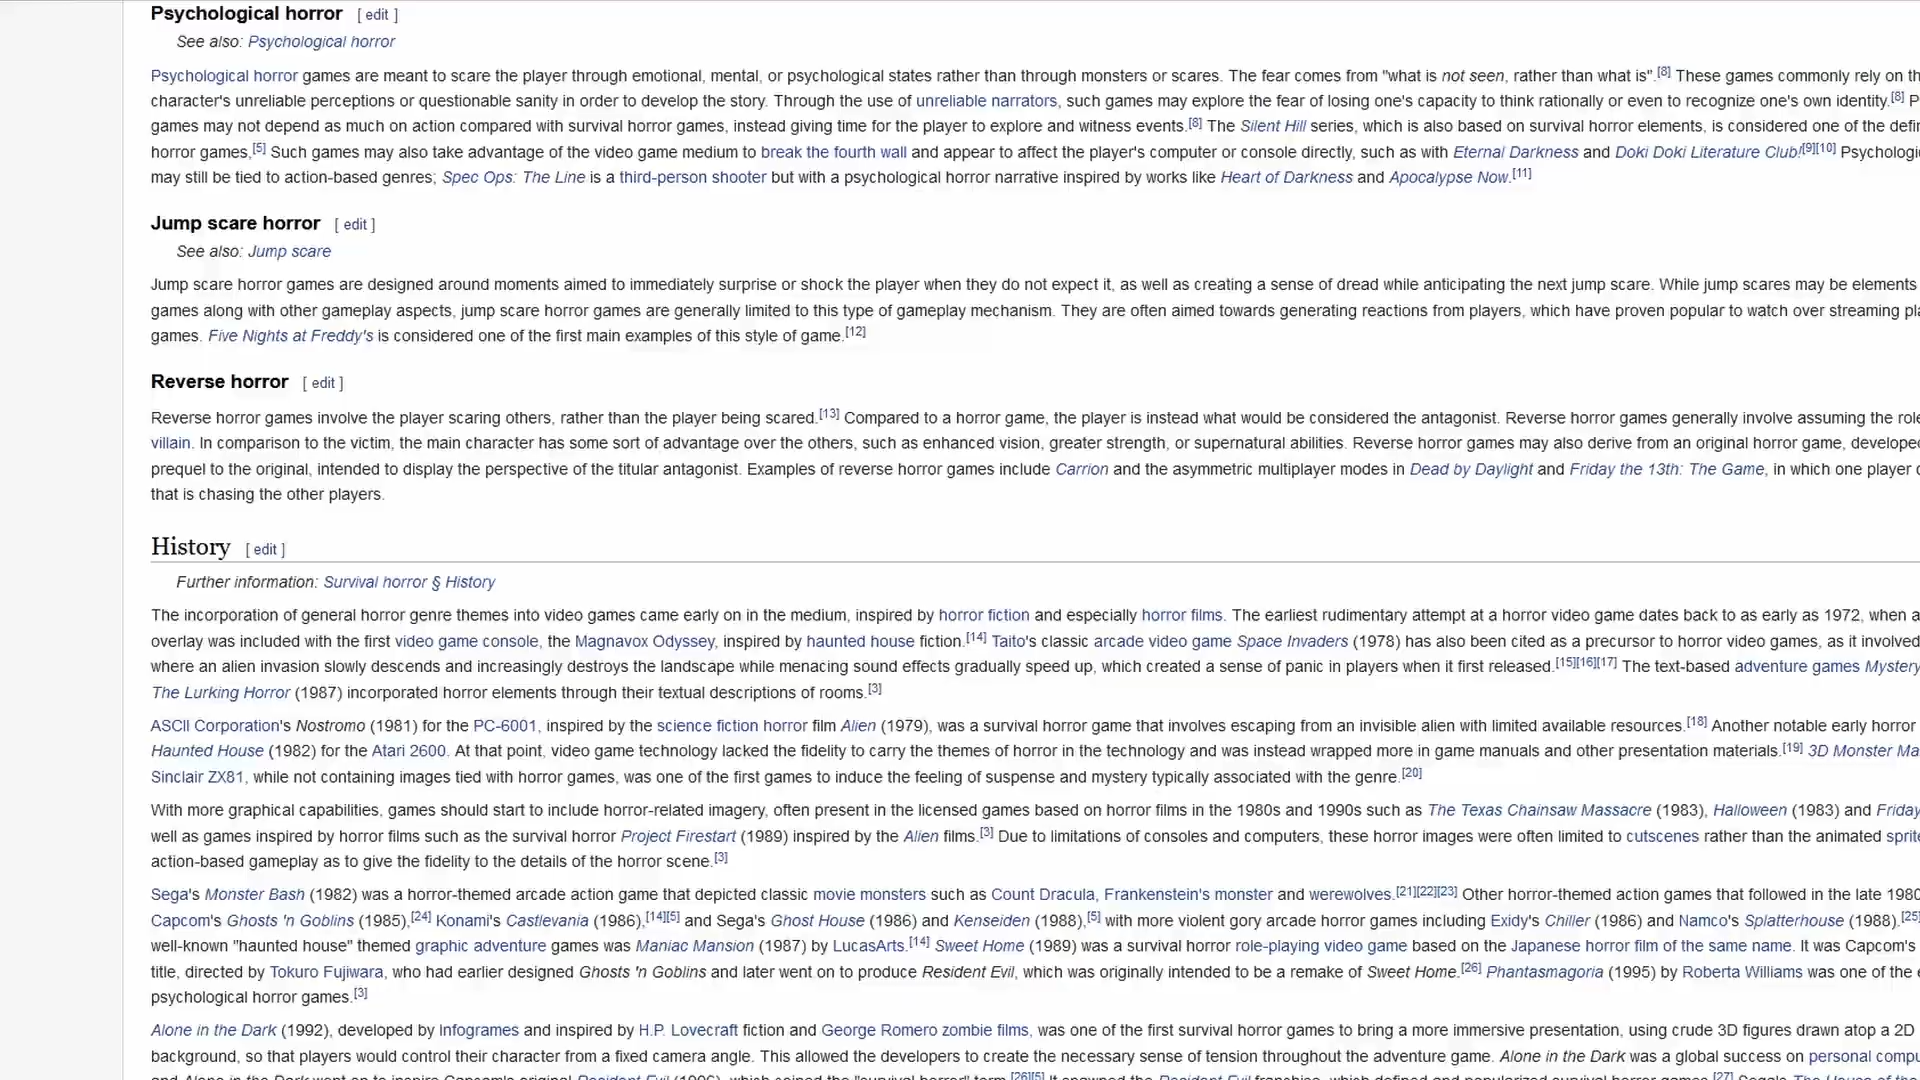 Psychological horror [ edit ]
See also: Psychological horror
Psychological horror games are meant to scare the player through emotional, mental, or psychological states rather than through monsters or scares. The fear comes from "what is not seen, rather than what is".[8] These games commonly rely on
character's unreliable perceptions or questionable sanity in order to develop the story. Through the use of unreliable narrators, such games may explore the fear of losing one's capacity to think rationally or even to recognize one's own identity.[8]
games may not depend as much on action compared with survival horror games, instead giving time for the player to explore and witness events.[8] The Silent Hill series, which is also based on survival horror elements, is considered one of the
horror games,[5] Such games may also take advantage of the video game medium to break the fourth wall and appear to affect the player's computer or console directly, such as with Eternal Darkness and Doki Doki Literature Club![9][10]
may still be tied to action-based genres; Spec Ops: The Line is a third-person shooter but with a psychological horror narrative inspired by works like Heart of Darkness and Apocalypse Now.[11]
Jump scare horror [ edit ]
See also: Jump scare
Jump scare horror games are designed around moments aimed to immediately surprise or shock the player when they do not expect it, as well as creating a sense of dread while anticipating the next jump scare. While jump scares may be elements
games along with other gameplay aspects, jump scare horror games are generally limited to this type of gameplay mechanism. They are often aimed towards generating reactions from players, which have proven popular to watch over streaming
games. Five Nights at Freddy's is considered one of the first main examples of this style of game.[12]
Reverse horror [ edit ]
Reverse horror games involve the player scaring others, rather than the player being scared.[13] Compared to a horror game, the player is instead what would be considered the antagonist. Reverse horror games generally involve assuming the
villain. In comparison to the victim, the main character has some sort of advantage over the others, such as enhanced vision, greater strength, or supernatural abilities. Reverse horror games may also derive from an original horror game,
prequel to the original, intended to display the perspective of the titular antagonist. Examples of reverse horror games include Carrion and the asymmetric multiplayer modes in Dead by Daylight and Friday the 13th: The Game, in which one player
that is chasing the other players.
History [ edit ]
Further information: Survival horror § History
The incorporation of general horror genre themes into video games came early on in the medium, inspired by horror fiction and especially horror films. The earliest rudimentary attempt at a horror video game dates back to as early as 1972, when a
overlay was included with the first video game console, the Magnavox Odyssey, inspired by haunted house fiction.[14] Taito's classic arcade video game Space Invaders (1978) has also been cited as a precursor to horror video games, as it involved
where an alien invasion slowly descends and increasingly destroys the landscape while menacing sound effects gradually speed up, which created a sense of panic in players when it first released.[15][16][17] The text-based adventure games Mystery
The Lurking Horror (1987) incorporated horror elements through their textual descriptions of rooms.[3]
ASCII Corporation's Nostromo (1981) for the PC-6001, inspired by the science fiction horror film Alien (1979), was a survival horror game that involves escaping from an invisible alien with limited available resources.[18] Another notable early horror
Haunted House (1982) for the Atari 2600. At that point, video game technology lacked the fidelity to carry the themes of horror in the technology and was instead wrapped more in game manuals and other presentation materials.[19] 3D Monster
Sinclair ZX81, while not containing images tied with horror games, was one of the first games to induce the feeling of suspense and mystery typically associated with the genre.[20]
With more graphical capabilities, games should start to include horror-related imagery, often present in the licensed games based on horror films in the 1980s and 1990s such as The Texas Chainsaw Massacre (1983), Halloween (1983) and Friday
well as games inspired by horror films such as the survival horror Project Firestart (1989) inspired by the Alien films.[3] Due to limitations of consoles and computers, these horror images were often limited to cutscenes rather than the animated
action-based gameplay as to give the fidelity to the details of the horror scene.[3]
Sega's Monster Bash (1982) was a horror-themed arcade action game that depicted classic movie monsters such as Count Dracula, Frankenstein's monster and werewolves.[21][22][23] Other horror-themed action games that followed in the late
Capcom's Ghosts 'n Goblins (1985),[24] Konami's Castlevania (1986),[14][5] and Sega's Ghost House (1986) and Kenseiden (1988),[5] with more violent gory arcade horror games including Exidy's Chiller (1986) and Namco's Splatterhouse (1988).[25]
well-known "haunted house" themed graphic adventure games was Maniac Mansion (1987) by LucasArts.[14] Sweet Home (1989) was a survival horror role-playing video game based on the Japanese horror film of the same name. It was Capcom's
title, directed by Tokuro Fujiwara, who had earlier designed Ghosts 'n Goblins and later went on to produce Resident Evil, which was originally intended to be a remake of Sweet Home.[26] Phantasmagoria (1995) by Roberta Williams was one of the
psychological horror games.[3]
Alone in the Dark (1992), developed by Infogrames and inspired by H.P. Lovecraft fiction and George Romero zombie films, was one of the first survival horror games to bring a more immersive presentation, using crude 3D figures drawn atop a 2D
background, so that players would control their character from a fixed camera angle. This allowed the developers to create the necessary sense of tension throughout the adventure game. Alone in the Dark was a global success on personal
and Alone in the Dark went on to inspire Capcom's original Resident Evil (1996), which coined the "survival horror" term.[26][5] It spawned the Resident Evil franchise, which defined and popularized survival horror games.[27] Sega's The House of the